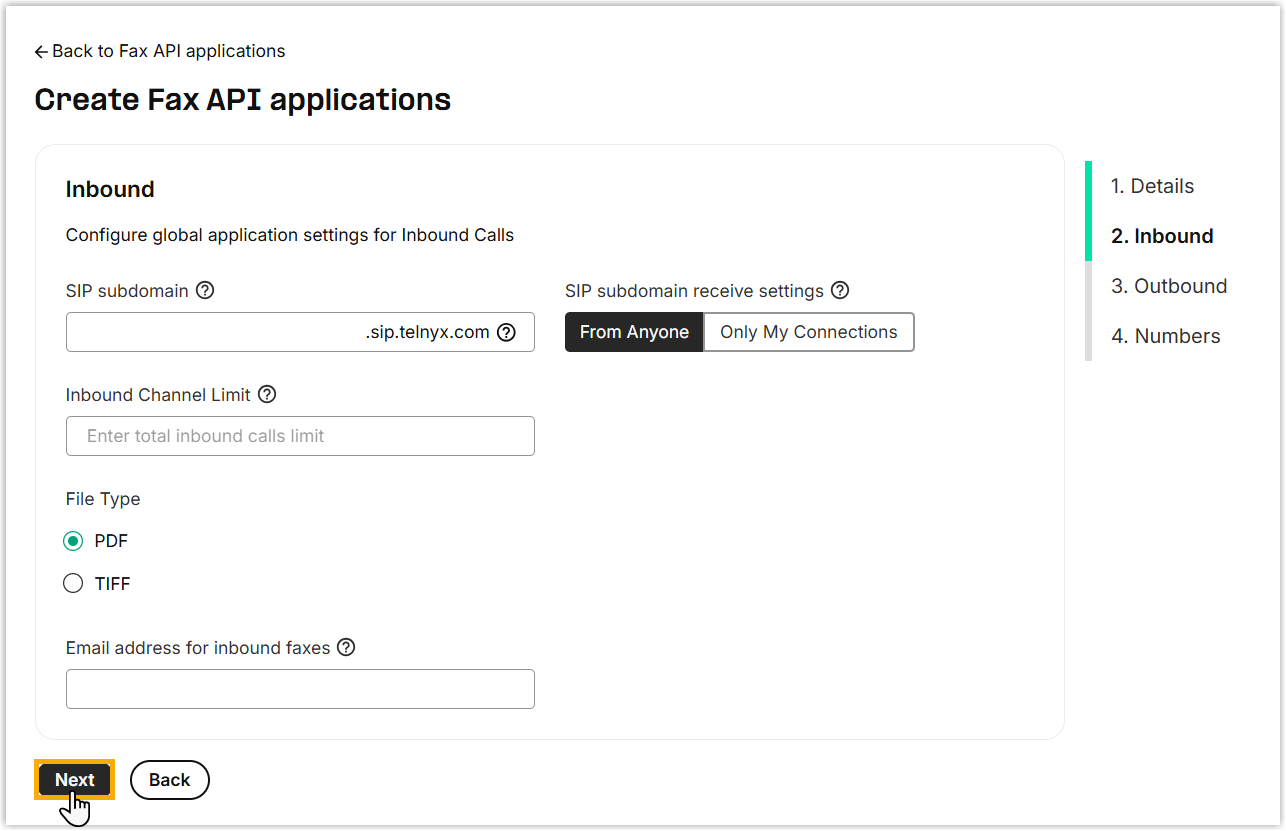 Back to Fax API applications
Create Fax API applications
Inbound
Configure global application settings for Inbound Calls
SIP subdomain
SIP subdomain receive settings
.sip.telnyx.com
From Anyone
Only My Connections
Inbound Channel Limit
Enter total inbound calls limit
File Type
PDF
TIFF
Email address for inbound faxes
Next
Back
1. Details
2. Inbound
3. Outbound
4. Numbers